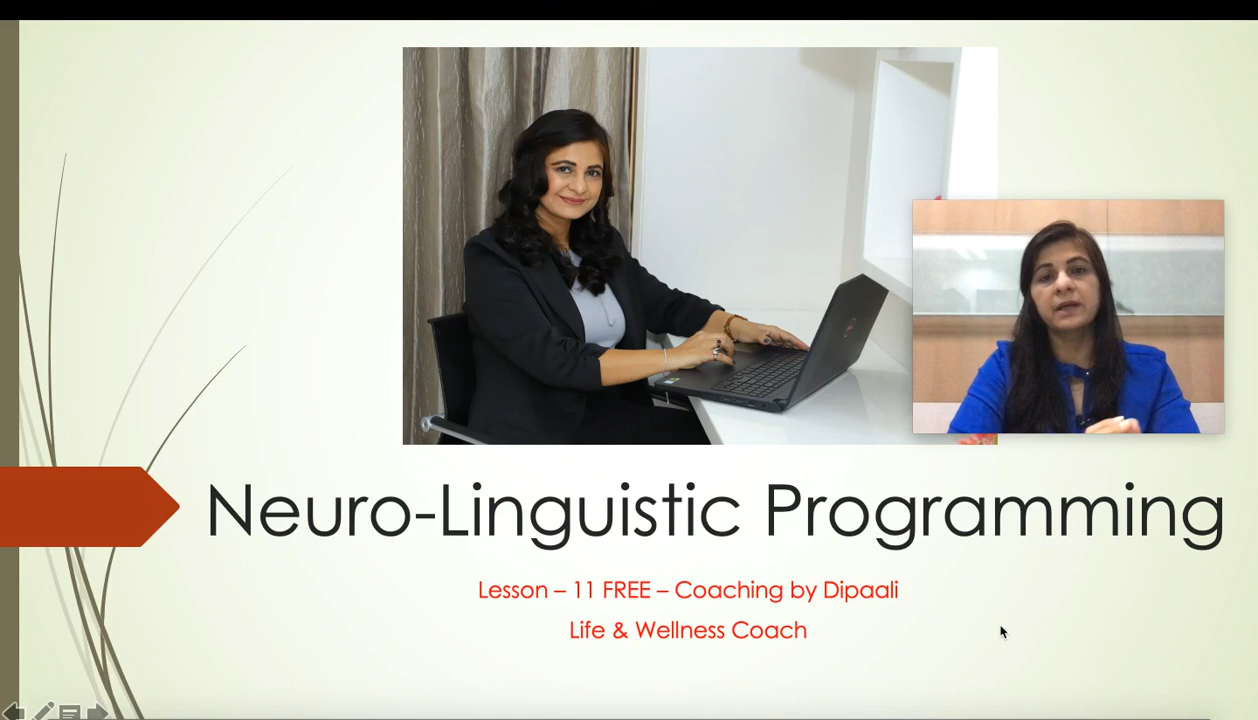 Neuro-Linguistic Programming
Lesson – 11 FREE – Coaching by Dipaali
Life & Wellness Coach